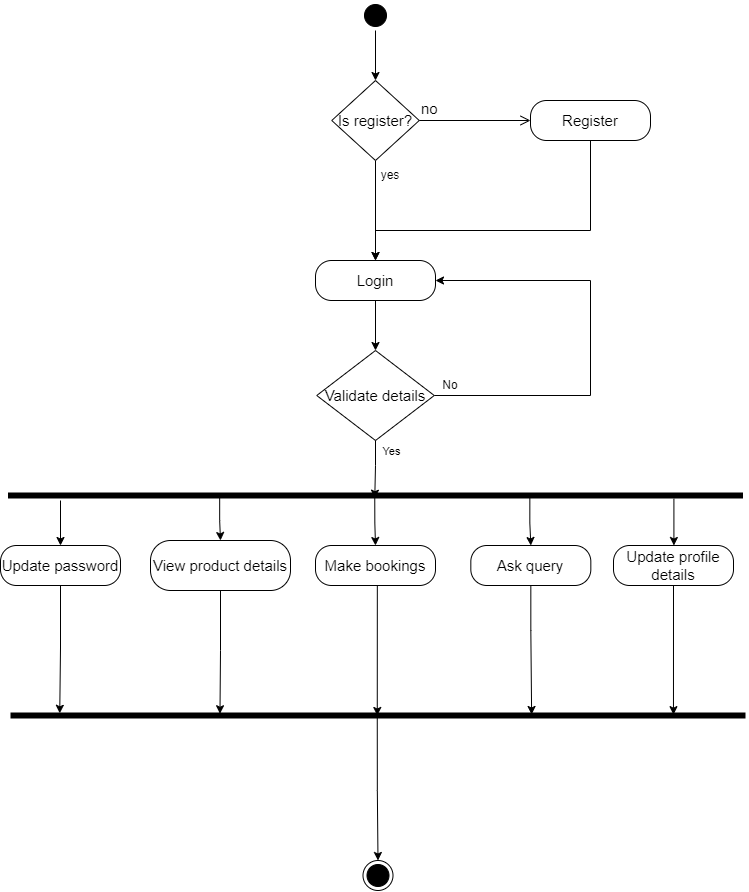 Is register?
no
Register
yes
Login
Validate details
No
Yes
Update password
View product details
Make bookings
Ask query
Update profile
details